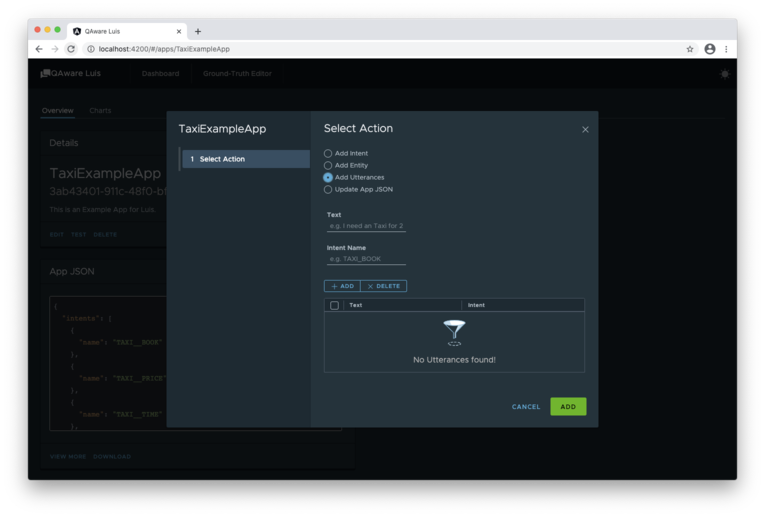 QAware Luis
localhost:4200/#/apps/TaxiExampleApp
QAware Luis
Dashboard
Ground-Truth Editor
Overview
Charts
Details
TaxiExampleApp
3ab43401-911c-48f0-bf
This is an Example App for Luis.
EDIT TEST DELETE
App JSON
{
"intents": [
{
"name": "TAXI__BOOK"
},
{
"name": "TAXI__PRICE"
},
{
"name": "TAXI__TIME"
},
VIEW MORE DOWNLOAD
TaxiExampleApp
1 Select Action
Select Action
Add Intent
Add Entity
Add Utterances
Update App JSON
Text
e.g. I need an Taxi for 2
Intent Name
e.g. TAXI_BOOK
ADD DELETE
Text Intent
No Utterances found!
CANCEL ADD